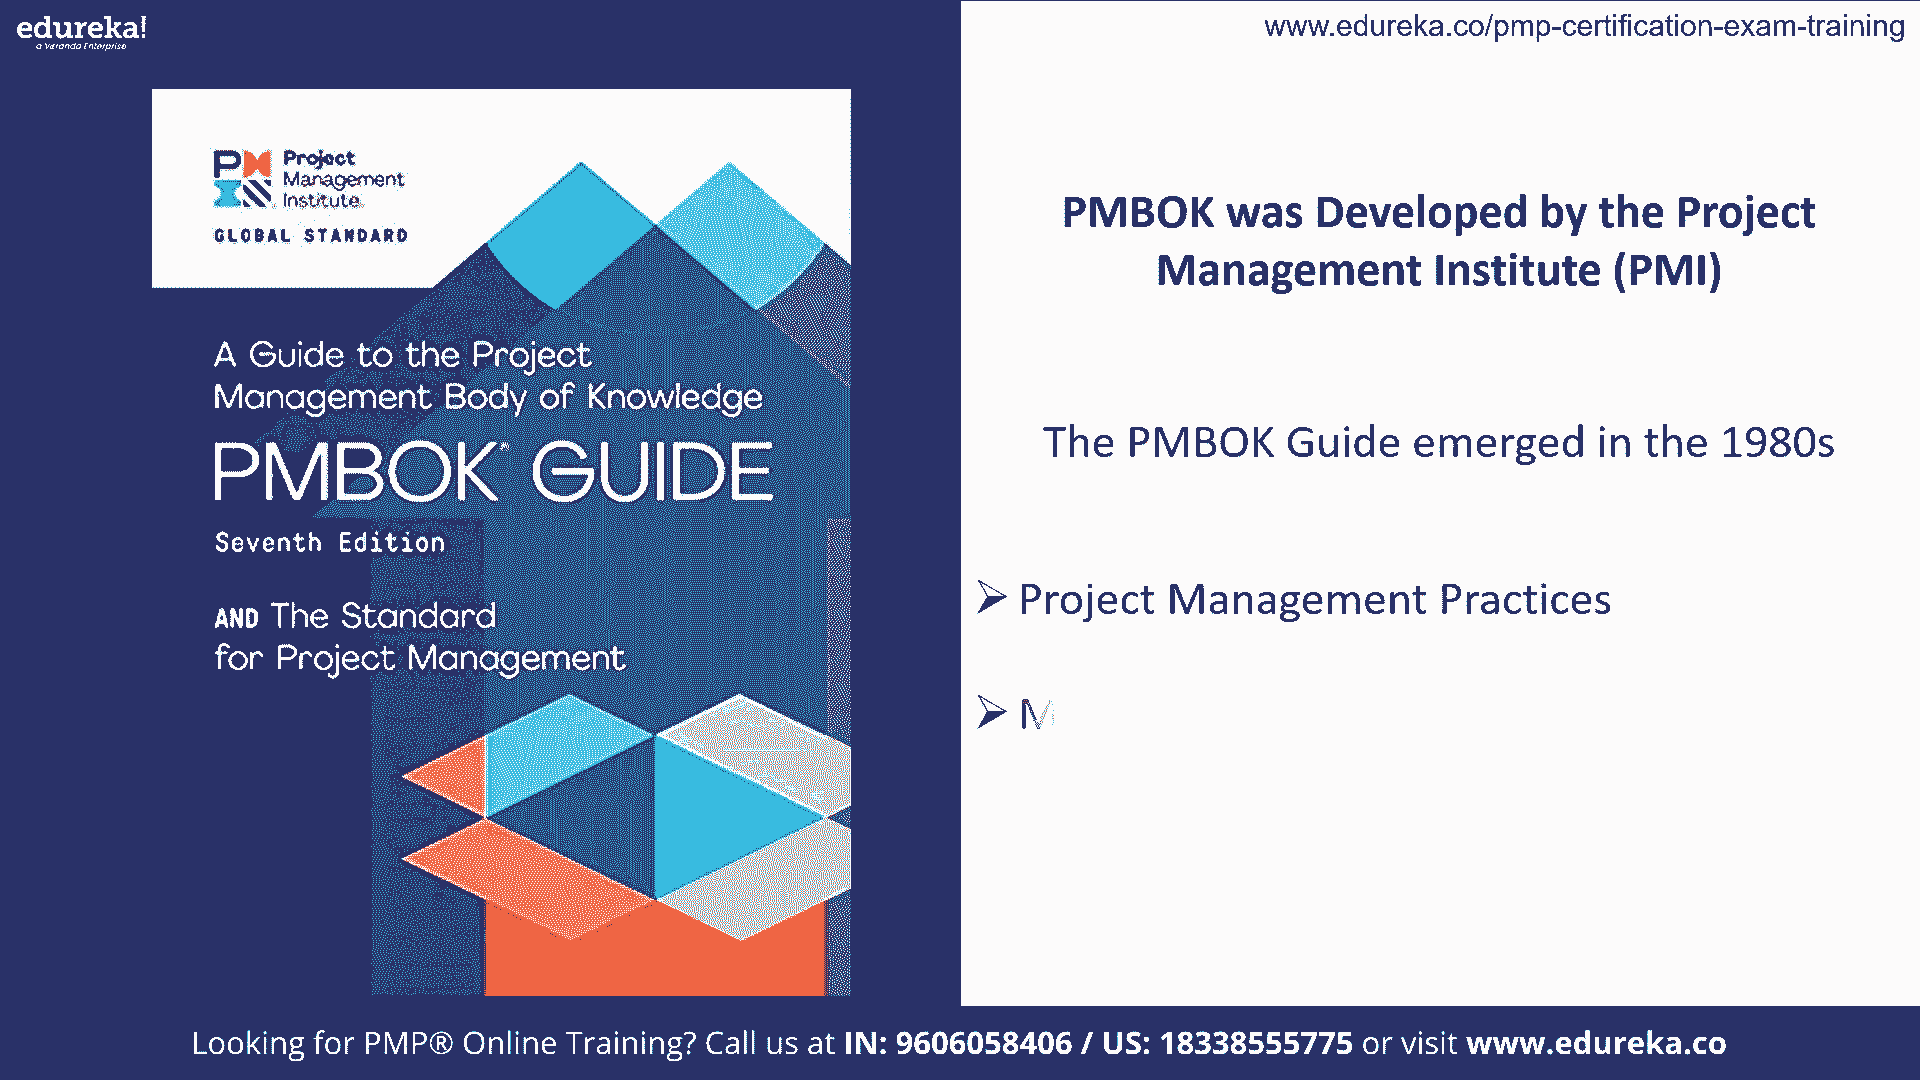 edureka!
a Veranda Enterprise
www.edureka.co/pmp-certification-exam-training
Project
Management
Institute
GLOBAL STANDARD
A Guide to the Project
Management Body of Knowledge
PMBOK® GUIDE
Seventh Edition
AND The Standard
for Project Management
PMBOK was Developed by the Project
Management Institute (PMI)
The PMBOK Guide emerged in the 1980s
➢ Project Management Practices
➢ M
Looking for PMP® Online Training? Call us at IN: 9606058406 / US: 18338555775 or visit www.edureka.co